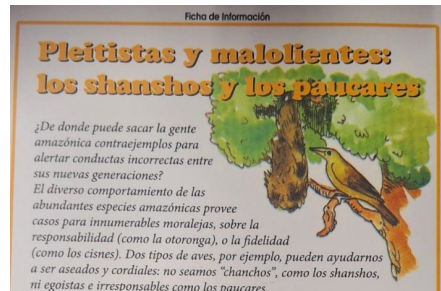 Ficha de Información
Pleitistas y malolientes:
los shanshos y los paucares
¿De donde puede sacar la gente
amazónica contraejemplos para
alertar conductas incorrectas entre
sus nuevas generaciones?
El diverso comportamiento de las
abundantes especies amazónicas provee
casos para innumerables moralejas, sobre la
responsabilidad (como la otoronga), o la fidelidad
(como los cisnes). Dos tipos de aves, por ejemplo, pueden ayudarnos
a ser aseados y cordiales: no seamos "chanchos", como los shanshos,
ni egoistas e irresponsables como los paucares